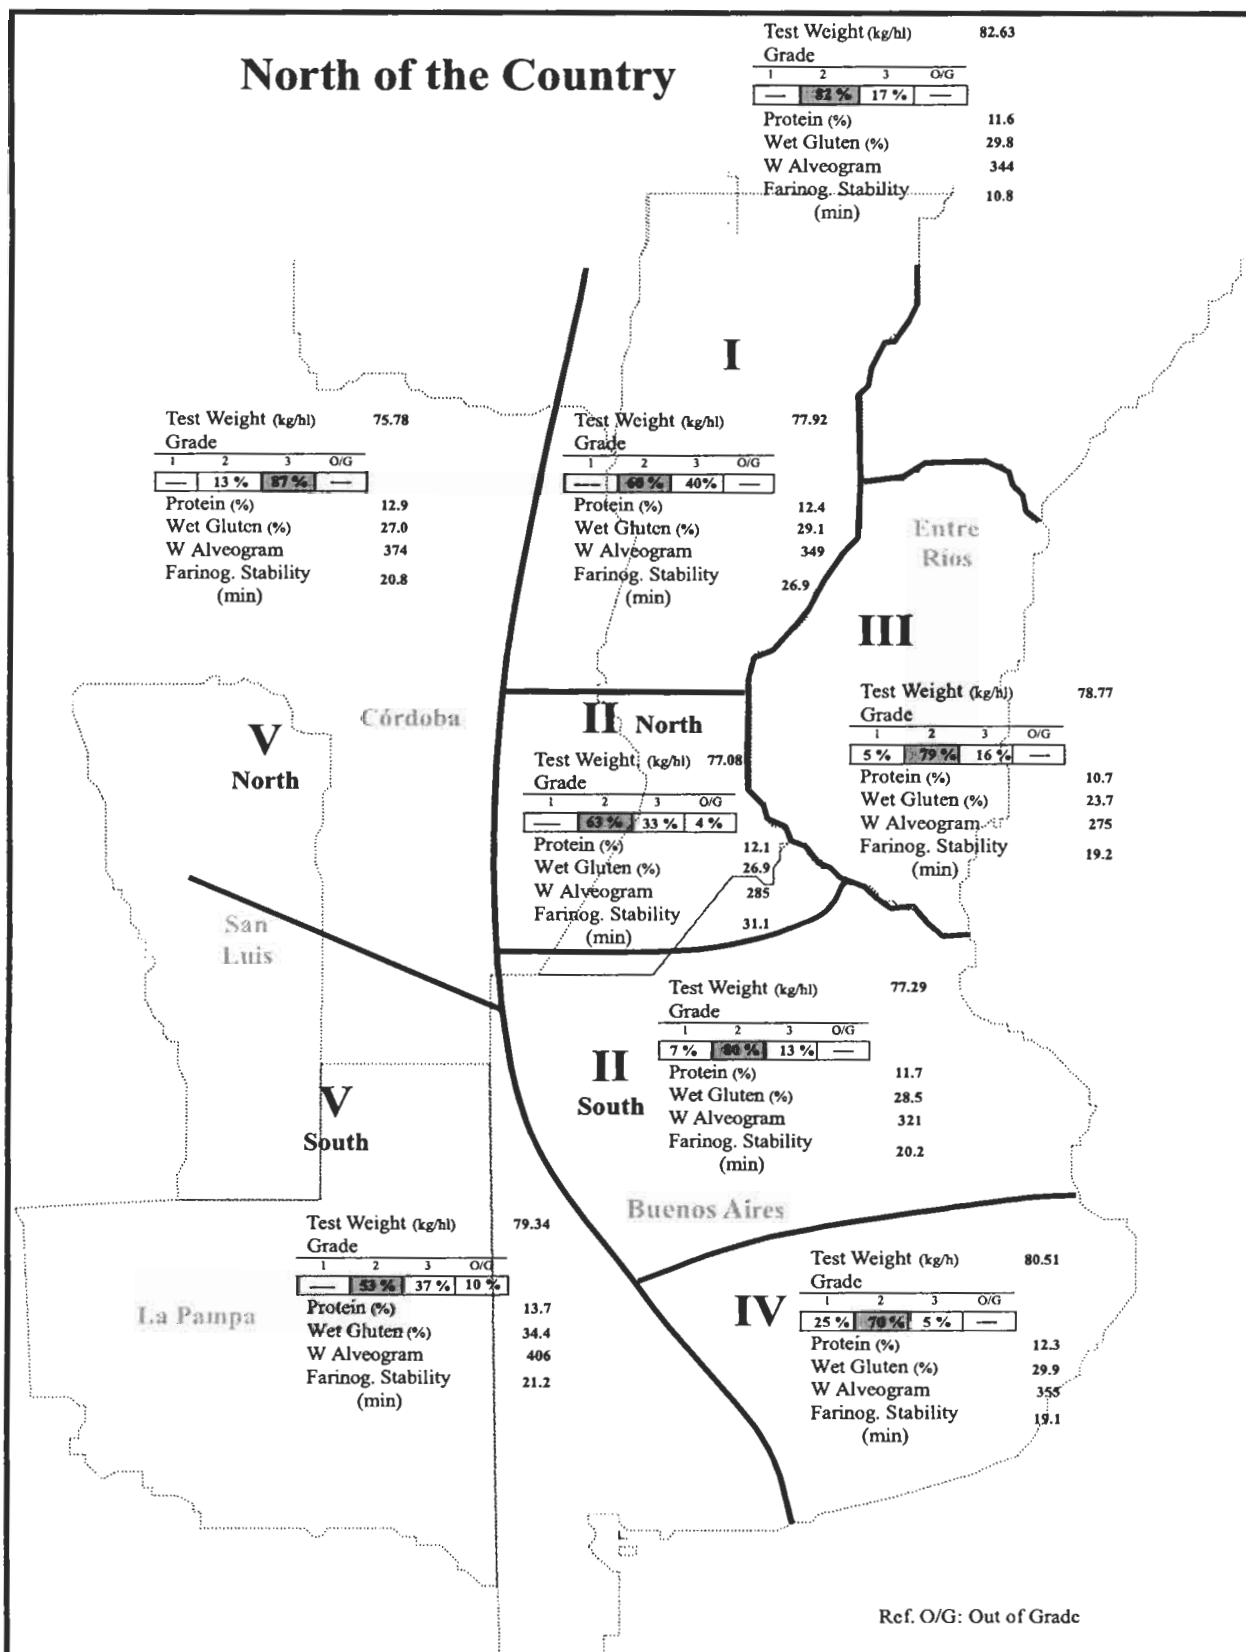 North of the Country
Test Weight (kg/hl) 82.63
Grade
1 2 3 O/G
— 82 % 17 % —
Protein (%) 11.6
Wet Gluten (%) 29.8
W Alveogram 344
Farinog. Stability 10.8
(min)
I
Test Weight (kg/hl) 75.78
Grade
1 2 3 O/G
— 13 % 87 % —
Protein (%) 12.9
Wet Gluten (%) 27.0
W Alveogram 374
Farinog. Stability 20.8
(min)
Test Weight (kg/hl) 77.92
Grade
1 2 3 O/G
— 60 % 40% —
Protein (%) 12.4
Wet Gluten (%) 29.1
W Alveogram 349
Farinog. Stability 26.9
(min)
Entre
Ríos
III
Test Weight (kg/hl) 78.77
Grade
1 2 3 O/G
5 % 79 % 16 % —
Protein (%) 10.7
Wet Gluten (%) 23.7
W Alveogram 275
Farinog. Stability 19.2
(min)
Córdoba
V
North
II North
Test Weight (kg/hl) 77.08
Grade
1 2 3 O/G
— 63 % 33 % 4 %
Protein (%) 12.1
Wet Gluten (%) 26.9
W Alveogram 285
Farinog. Stability 31.1
(min)
San
Luis
Test Weight (kg/hl) 77.29
Grade
1 2 3 O/G
7 % 80 % 13 % —
Protein (%) 11.7
Wet Gluten (%) 28.5
W Alveogram 321
Farinog. Stability 20.2
(min)
II
South
V
South
Buenos Aires
Test Weight (kg/hl) 79.34
Grade
1 2 3 O/G
— 53 % 37 % 10 %
Protein (%) 13.7
Wet Gluten (%) 34.4
W Alveogram 406
Farinog. Stability 21.2
(min)
La Pampa
IV
Test Weight (kg/h) 80.51
Grade
1 2 3 O/G
25 % 70 % 5 % —
Protein (%) 12.3
Wet Gluten (%) 29.9
W Alveogram 355
Farinog. Stability 19.1
(min)
Ref. O/G: Out of Grade